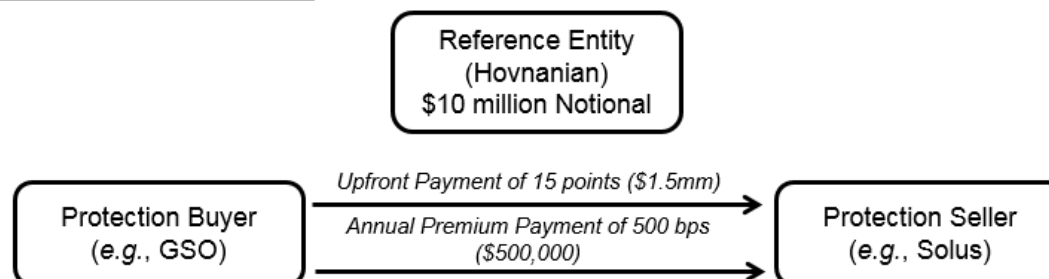 Reference Entity
(Hovnanian)
$10 million Notional
Upfront Payment of 15 points ($1.5mm)
Protection Buyer
(e.g., GSO)
Annual Premium Payment of 500 bps
($500,000)
Protection Seller
(e.g., Solus)